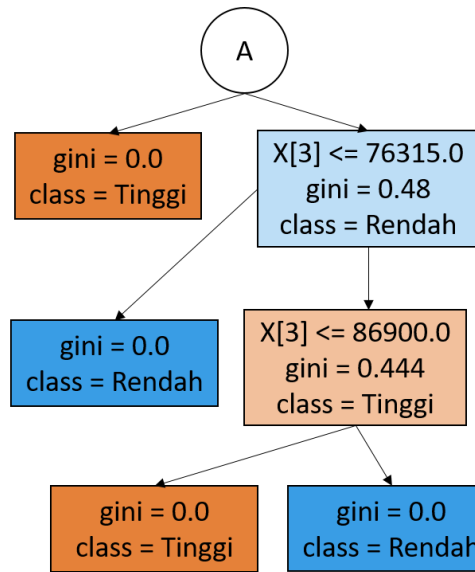 A
gini = 0.0
class = Tinggi
X[3] <= 76315.0
gini = 0.48
class = Rendah
gini = 0.0
class = Rendah
X[3] <= 86900.0
gini = 0.444
class = Tinggi
gini = 0.0
class = Tinggi
gini = 0.0
class = Rendah